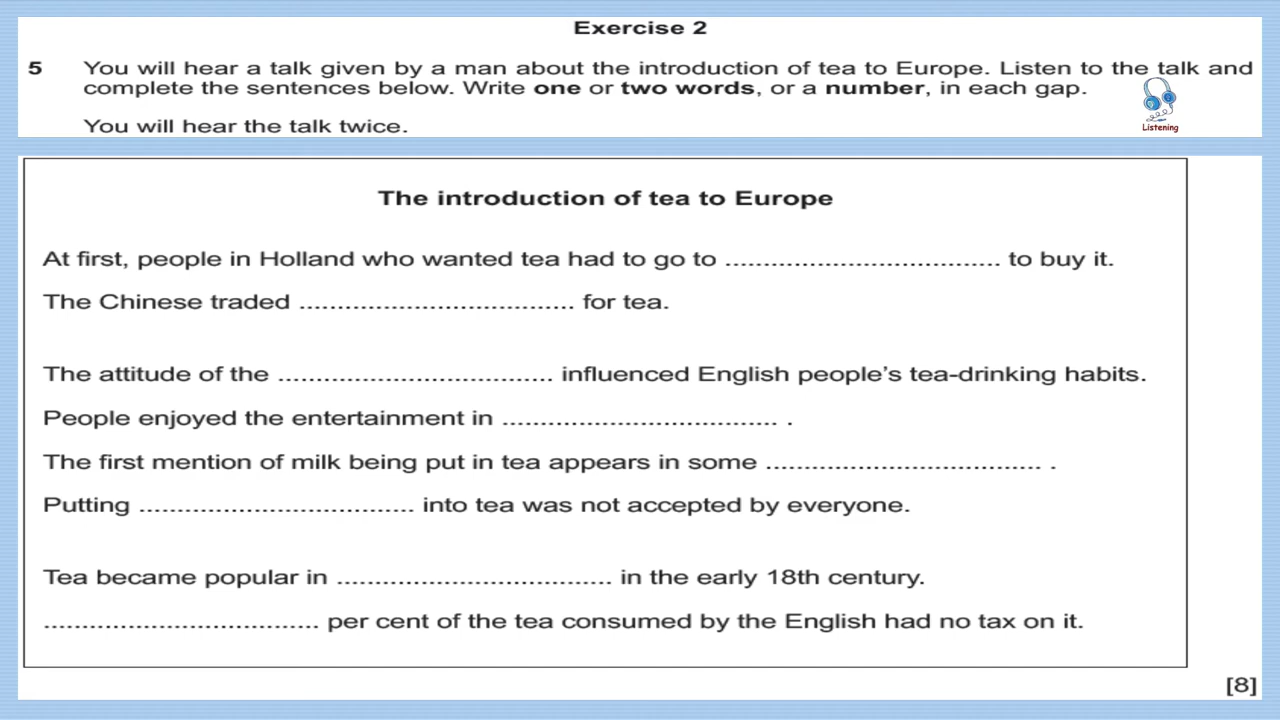 Exercise 2
5 You will hear a talk given by a man about the introduction of tea to Europe. Listen to the talk and
complete the sentences below. Write one or two words, or a number, in each gap.
Listening
You will hear the talk twice.
The introduction of tea to Europe
At first, people in Holland who wanted tea had to go to .................................... to buy it.
The Chinese traded .................................... for tea.
The attitude of the .................................... influenced English people's tea-drinking habits.
People enjoyed the entertainment in .................................... .
The first mention of milk being put in tea appears in some .................................... .
Putting .................................... into tea was not accepted by everyone.
Tea became popular in .................................... in the early 18th century.
.................................... per cent of the tea consumed by the English had no tax on it.
[8]